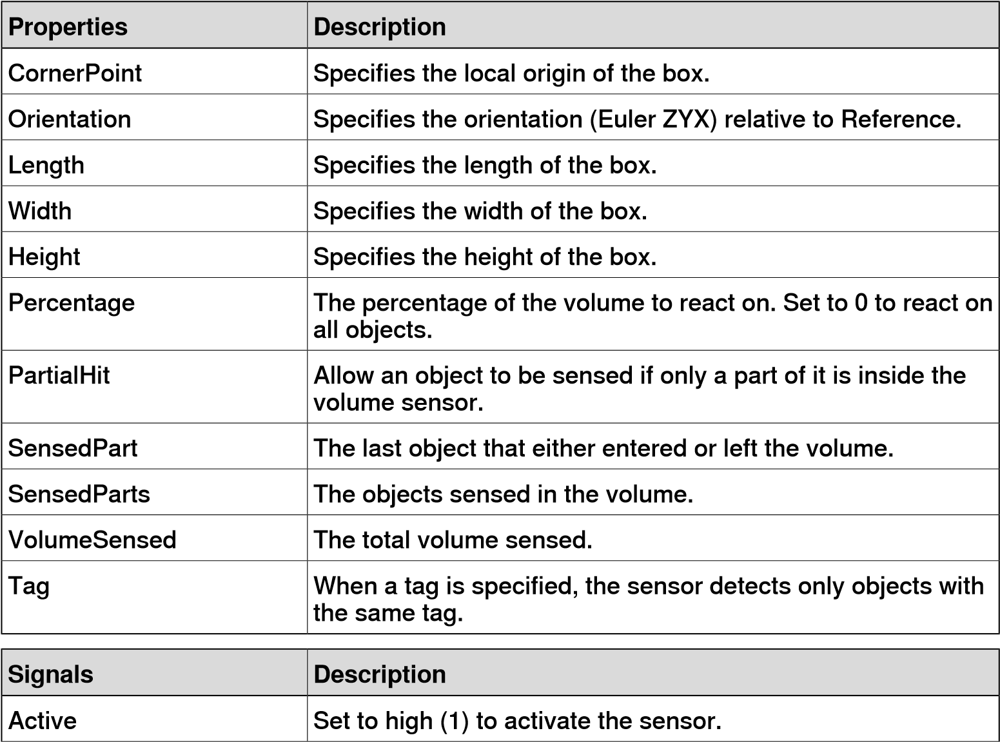 Properties Description
CornerPoint Specifies the local origin of the box.
Orientation Specifies the orientation (Euler ZYX) relative to Reference.
Length Specifies the length of the box.
Width Specifies the width of the box.
Height Specifies the height of the box.
Percentage The percentage of the volume to react on. Set to 0 to react on
all objects.
PartialHit Allow an object to be sensed if only a part of it is inside the
volume sensor.
SensedPart The last object that either entered or left the volume.
SensedParts The objects sensed in the volume.
VolumeSensed The total volume sensed.
Tag When a tag is specified, the sensor detects only objects with
the same tag.
Signals Description
Active Set to high (1) to activate the sensor.